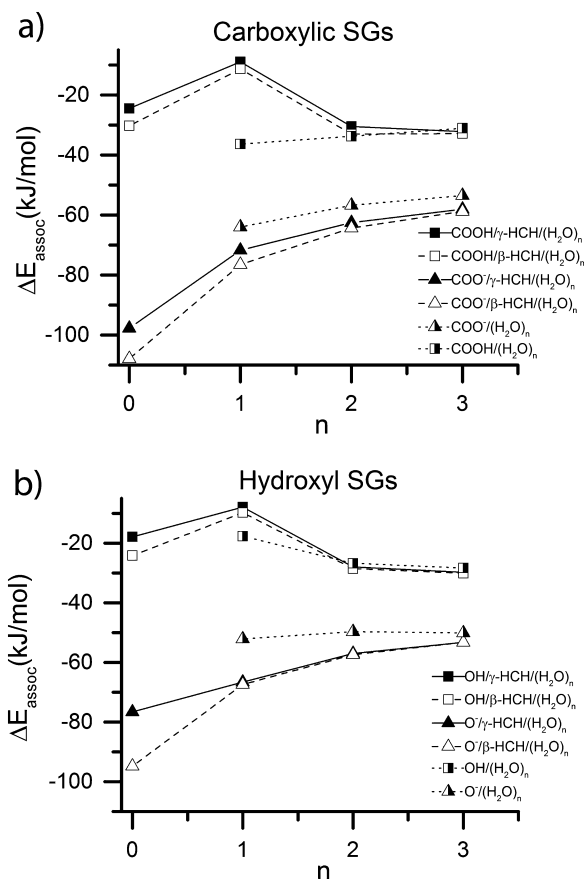 a)
Carboxylic SGs
-20
-40
-60
-80
-100
ΔE_assoc(kJ/mol)
COOH/γ-HCH/(H₂O)ₙ
COOH/β-HCH/(H₂O)ₙ
COO⁻/γ-HCH/(H₂O)ₙ
COO⁻/β-HCH/(H₂O)ₙ
COO⁻/(H₂O)ₙ
COOH/(H₂O)ₙ
0 1 2 3
n
b)
Hydroxyl SGs
-20
-40
-60
-80
-100
ΔE_assoc(kJ/mol)
OH/γ-HCH/(H₂O)ₙ
OH/β-HCH/(H₂O)ₙ
O⁻/γ-HCH/(H₂O)ₙ
O⁻/β-HCH/(H₂O)ₙ
OH/(H₂O)ₙ
O⁻/(H₂O)ₙ
0 1 2 3
n